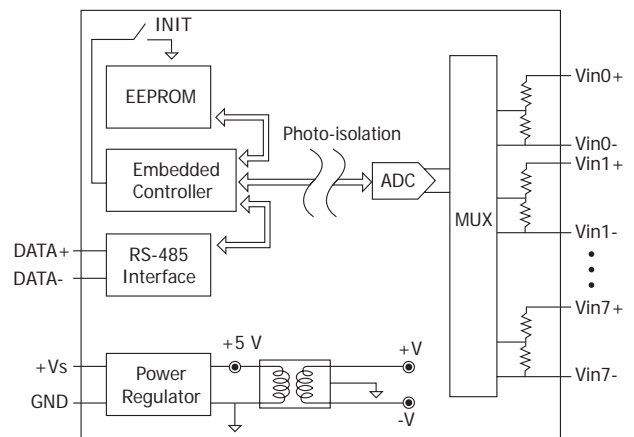 INIT
EEPROM
Photo-isolation
Embedded
Controller
ADC
MUX
DATA+
DATA-
RS-485
Interface
+Vs
GND
Power
Regulator
+5 V
+V
-V
Vin0+
Vin0-
Vin1+
Vin1-
Vin7+
Vin7-